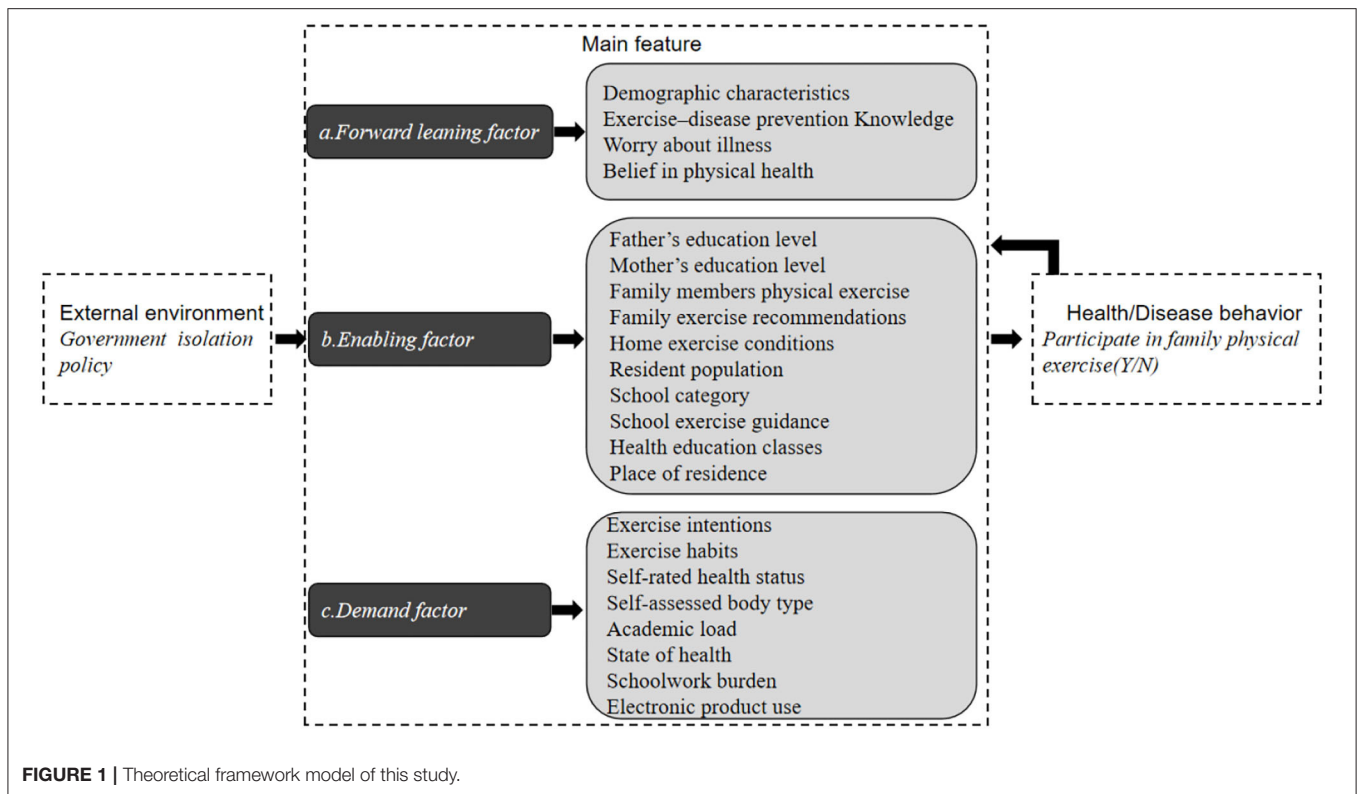 Main feature
a.Forward leaning factor
Demographic characteristics
Exercise–disease prevention Knowledge
Worry about illness
Belief in physical health
External environment
Government isolation
policy
b.Enabling factor
Father's education level
Mother's education level
Family members physical exercise
Family exercise recommendations
Home exercise conditions
Resident population
School category
School exercise guidance
Health education classes
Place of residence
Health/Disease behavior
Participate in family physical
exercise(Y/N)
c.Demand factor
Exercise intentions
Exercise habits
Self-rated health status
Self-assessed body type
Academic load
State of health
Schoolwork burden
Electronic product use
FIGURE 1 | Theoretical framework model of this study.